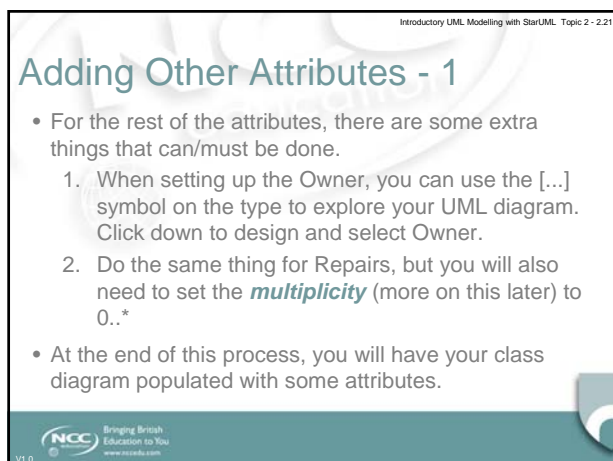 Introductory UML Modelling with StarUML Topic 2 - 2.21
Adding Other Attributes - 1
• For the rest of the attributes, there are some extra
things that can/must be done.
1. When setting up the Owner, you can use the [...]
symbol on the type to explore your UML diagram.
Click down to design and select Owner.
2. Do the same thing for Repairs, but you will also
need to set the multiplicity (more on this later) to
0..*
• At the end of this process, you will have your class
diagram populated with some attributes.
NCC
Bringing British
Education to You
www.nccedu.com
V1.0